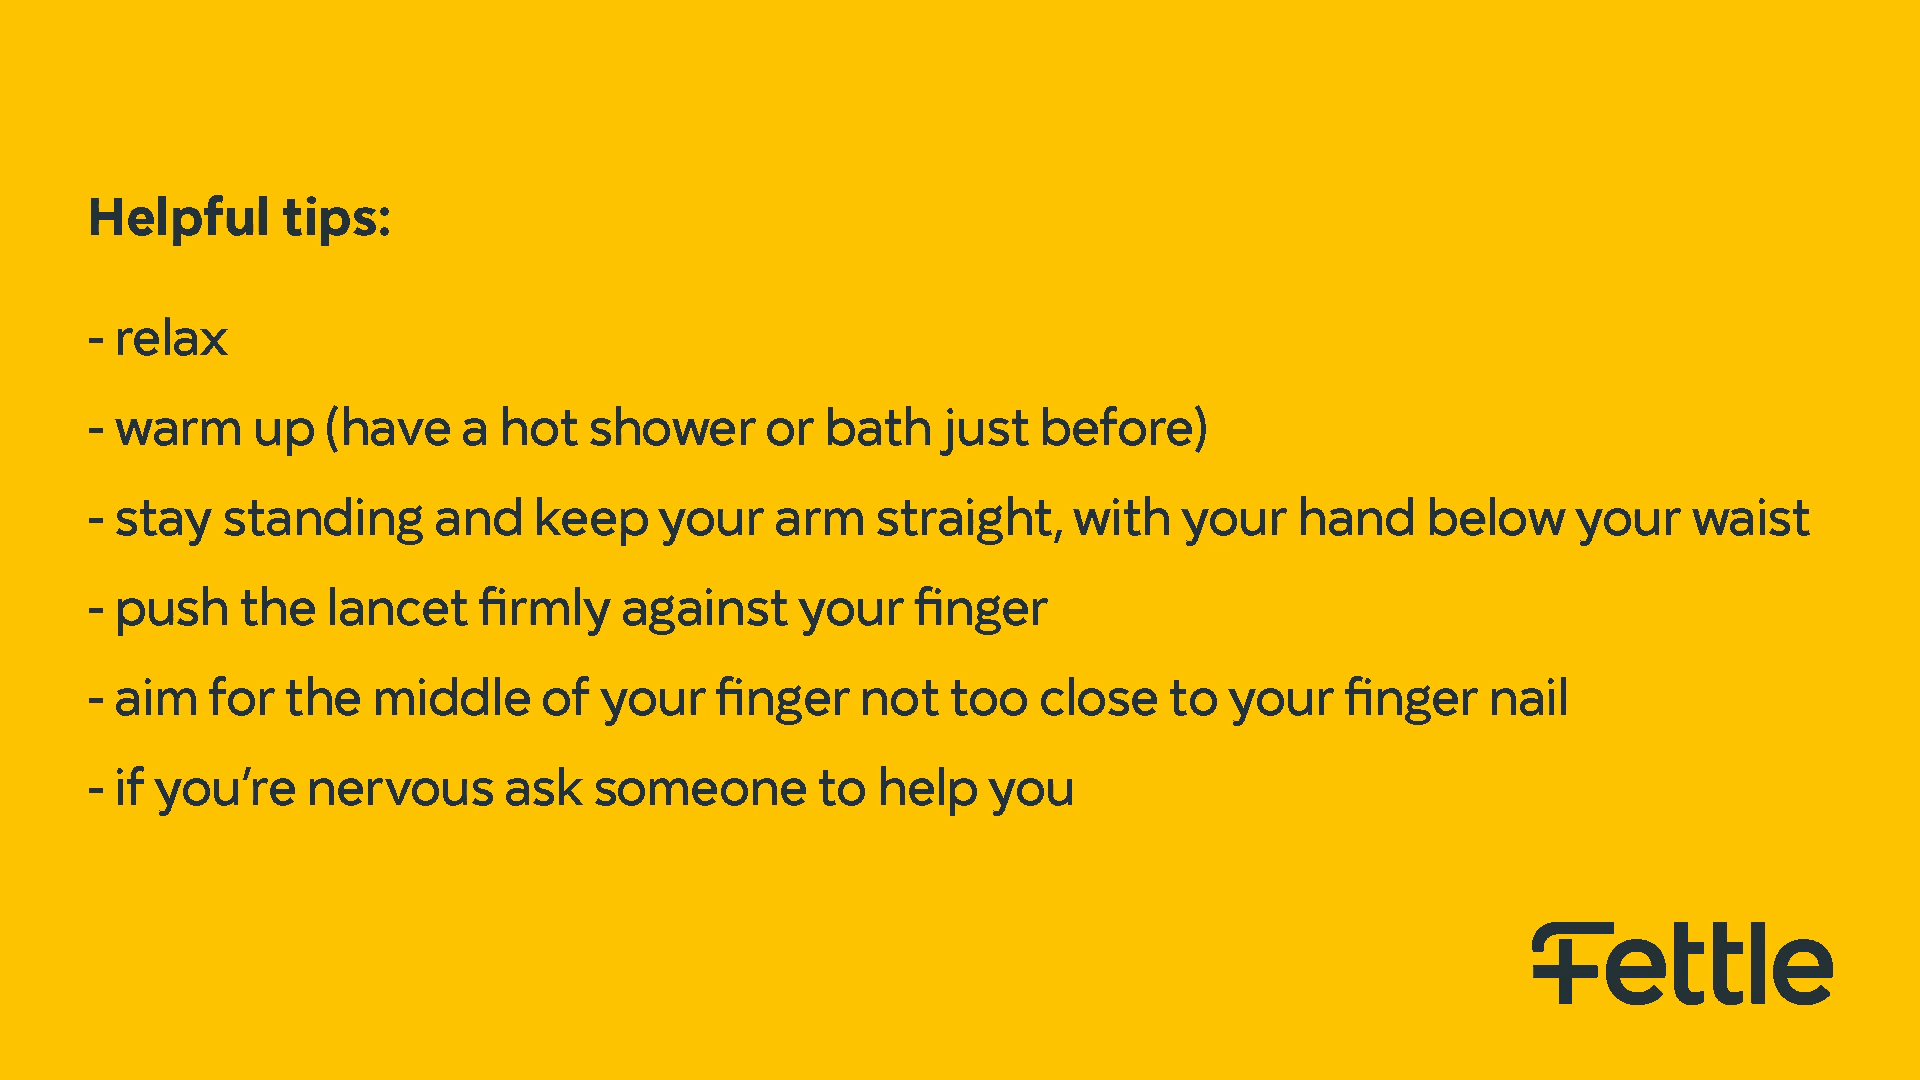 Helpful tips:
- relax
- warm up (have a hot shower or bath just before)
- stay standing and keep your arm straight, with your hand below your waist
- push the lancet firmly against your finger
- aim for the middle of your finger not too close to your finger nail
- if you’re nervous ask someone to help you
Fettle